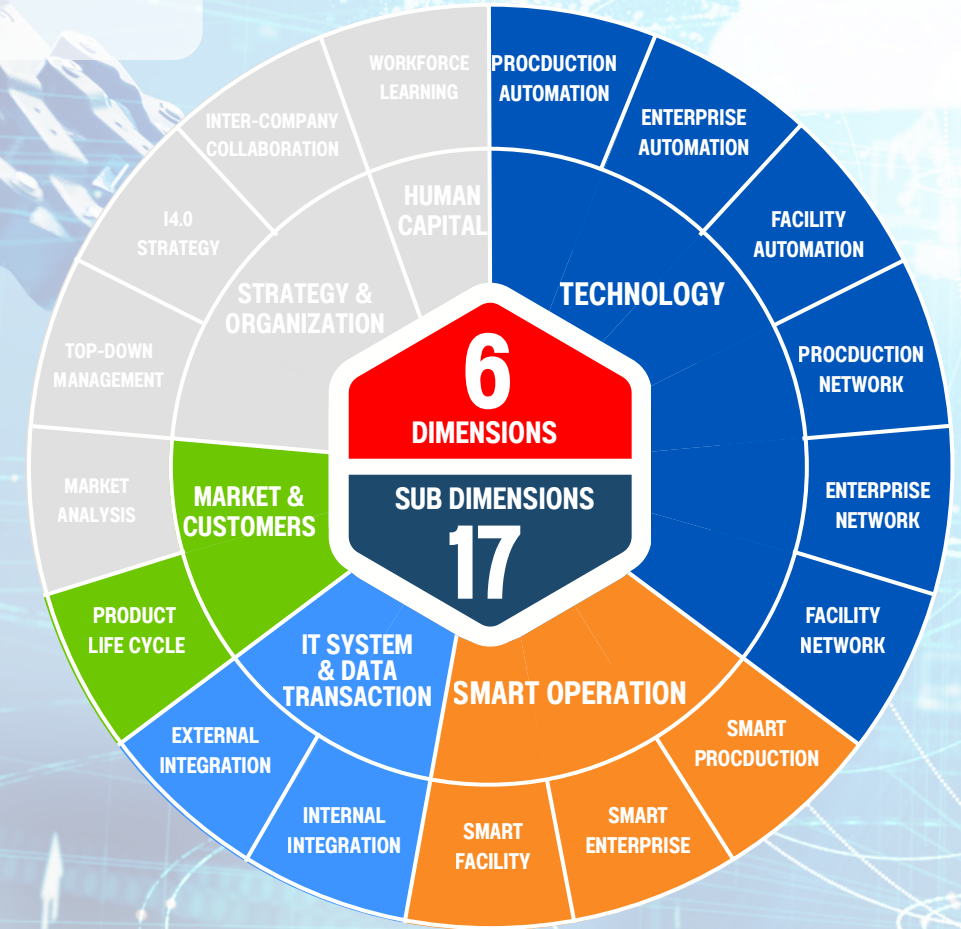 WORKFORCE
LEARNING
PROCDUCTION
AUTOMATION
INTER-COMPANY
COLLABORATION
ENTERPRISE
AUTOMATION
HUMAN
CAPITAL
I4.0
STRATEGY
FACILITY
AUTOMATION
STRATEGY &
ORGANIZATION
TECHNOLOGY
TOP-DOWN
MANAGEMENT
6
DIMENSIONS
PROCDUCTION
NETWORK
MARKET
ANALYSIS
MARKET &
CUSTOMERS
SUB DIMENSIONS
17
ENTERPRISE
NETWORK
PRODUCT
LIFE CYCLE
IT SYSTEM
& DATA
TRANSACTION
SMART OPERATION
FACILITY
NETWORK
EXTERNAL
INTEGRATION
SMART
PROCDUCTION
INTERNAL
INTEGRATION
SMART
FACILITY
SMART
ENTERPRISE